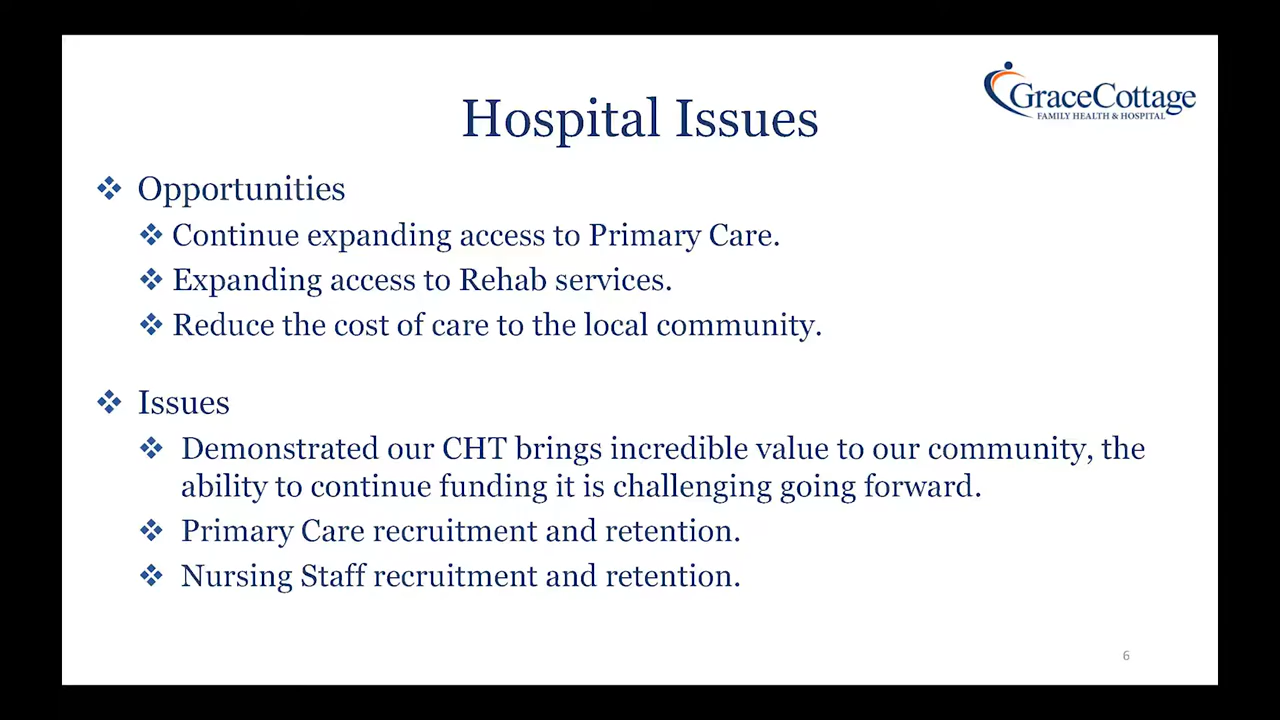 GraceCottage
FAMILY HEALTH & HOSPITAL
Hospital Issues
Opportunities
Continue expanding access to Primary Care.
Expanding access to Rehab services.
Reduce the cost of care to the local community.
Issues
Demonstrated our CHT brings incredible value to our community, the
ability to continue funding it is challenging going forward.
Primary Care recruitment and retention.
Nursing Staff recruitment and retention.
6